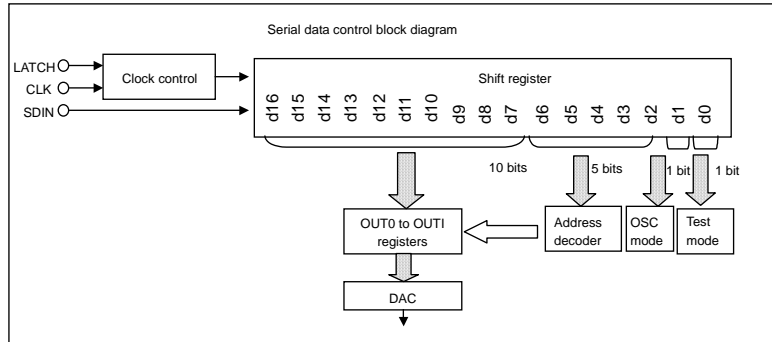 Serial data control block diagram
LATCH
CLK
SDIN
Clock control
Shift register
d16 d15 d14 d13 d12 d11 d10 d9 d8 d7 d6 d5 d4 d3 d2 d1 d0
10 bits 5 bits 1 bit 1 bit
OUT0 to OUTI
registers
Address
decoder
OSC
mode
Test
mode
DAC